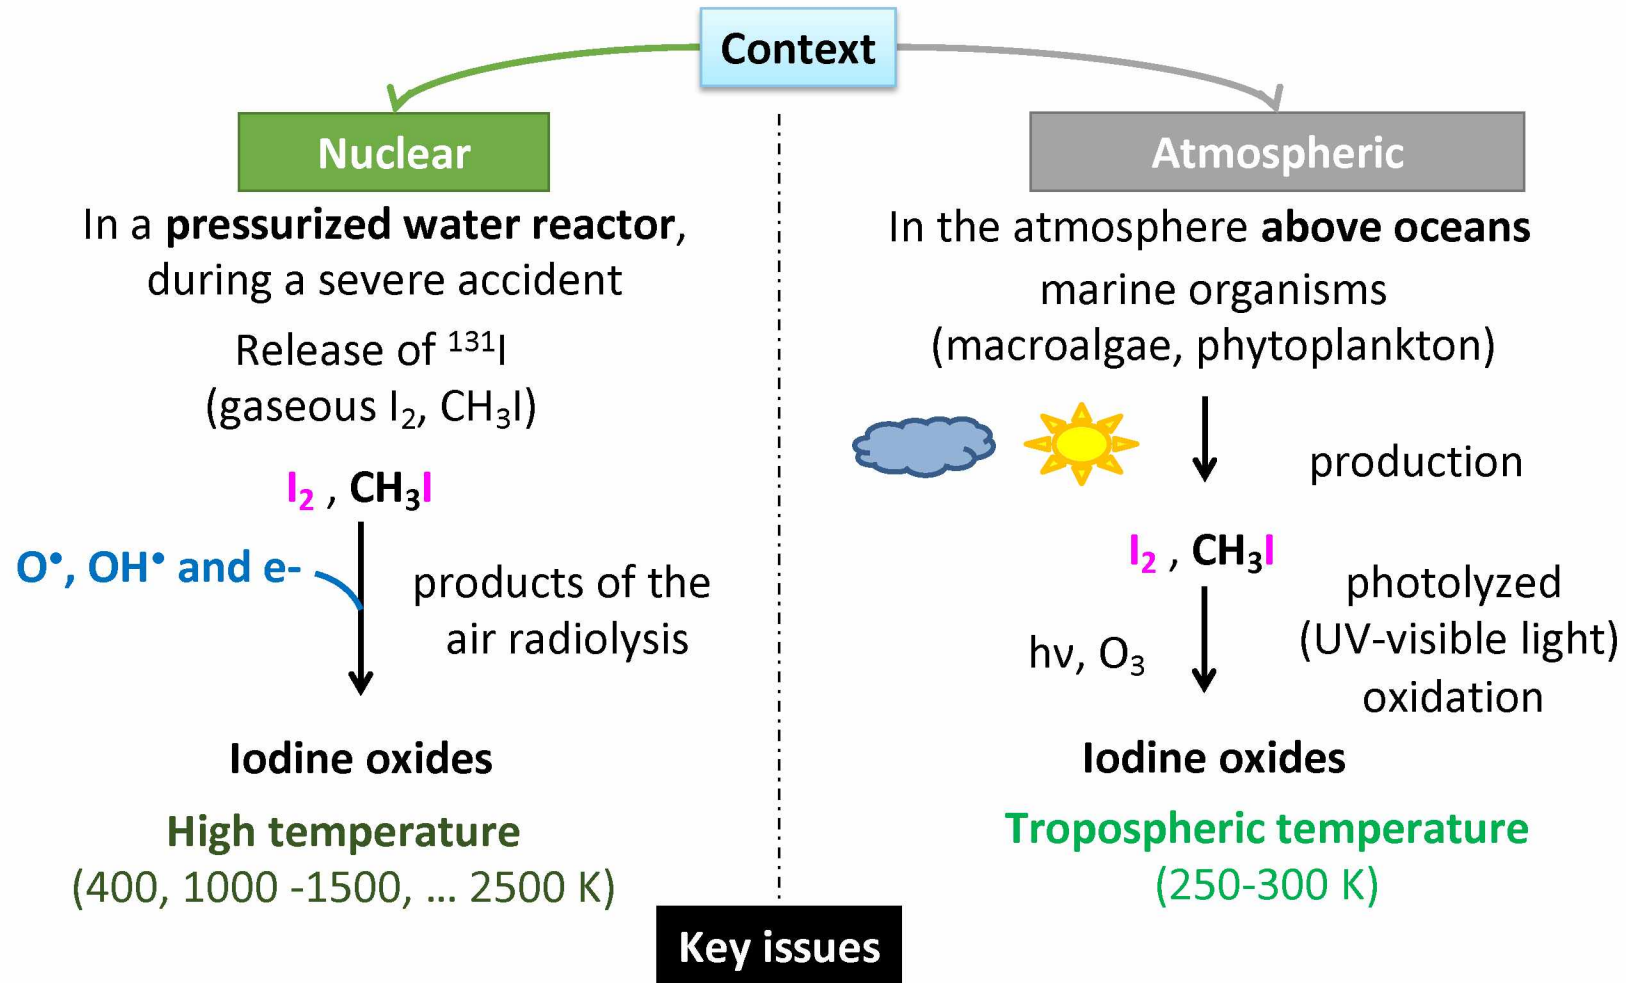 Context
Nuclear
In a pressurized water reactor,
during a severe accident
Release of ¹³¹I
(gaseous I₂, CH₃I)
I₂ , CH₃I
O•, OH• and e-
products of the
air radiolysis
Iodine oxides
High temperature
(400, 1000 -1500, ... 2500 K)
Atmospheric
In the atmosphere above oceans
marine organisms
(macroalgae, phytoplankton)
production
I₂ , CH₃I
photolyzed
(UV-visible light)
oxidation
hν, O₃
Iodine oxides
Tropospheric temperature
(250-300 K)
Key issues